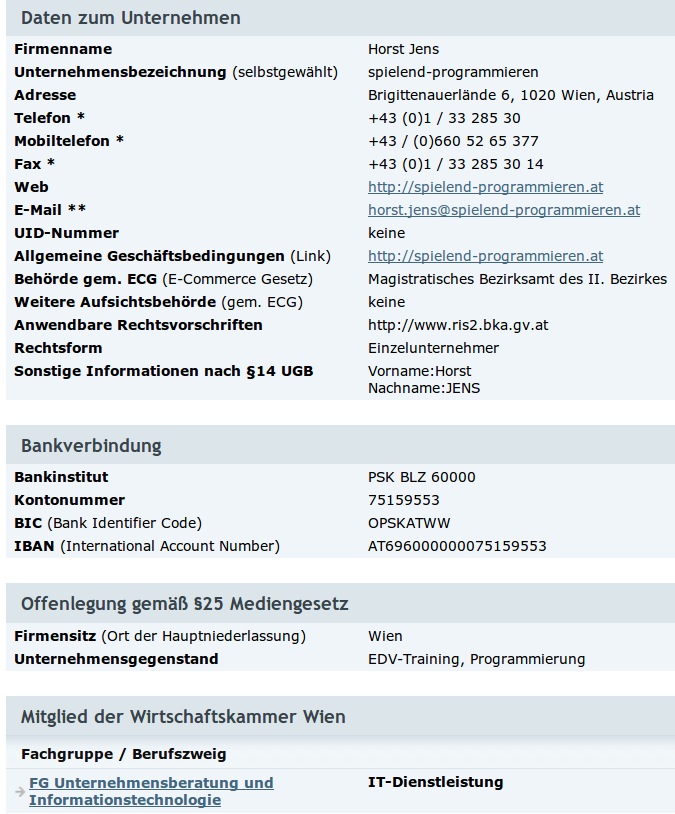 Daten zum Unternehmen
Firmenname Horst Jens
Unternehmensbezeichnung (selbstgewählt) spielend-programmieren
Adresse Brigittenauerlände 6, 1020 Wien, Austria
Telefon * +43 (0)1 / 33 285 30
Mobiltelefon * +43 / (0)660 52 65 377
Fax * +43 (0)1 / 33 285 30 14
Web http://spielend-programmieren.at
E-Mail ** horst.jens@spielend-programmieren.at
UID-Nummer keine
Allgemeine Geschäftsbedingungen (Link) http://spielend-programmieren.at
Behörde gem. ECG (E-Commerce Gesetz) Magistratisches Bezirksamt des II. Bezirkes
Weitere Aufsichtsbehörde (gem. ECG) keine
Anwendbare Rechtsvorschriften http://www.ris2.bka.gv.at
Rechtsform Einzelunternehmer
Sonstige Informationen nach §14 UGB Vorname:Horst
Nachname:JENS
Bankverbindung
Bankinstitut PSK BLZ 60000
Kontonummer 75159553
BIC (Bank Identifier Code) OPSKATWW
IBAN (International Account Number) AT696000000075159553
Offenlegung gemäß §25 Mediengesetz
Firmensitz (Ort der Hauptniederlassung) Wien
Unternehmensgegenstand EDV-Training, Programmierung
Mitglied der Wirtschaftskammer Wien
Fachgruppe / Berufszweig
FG Unternehmensberatung und IT-Dienstleistung
Informationstechnologie